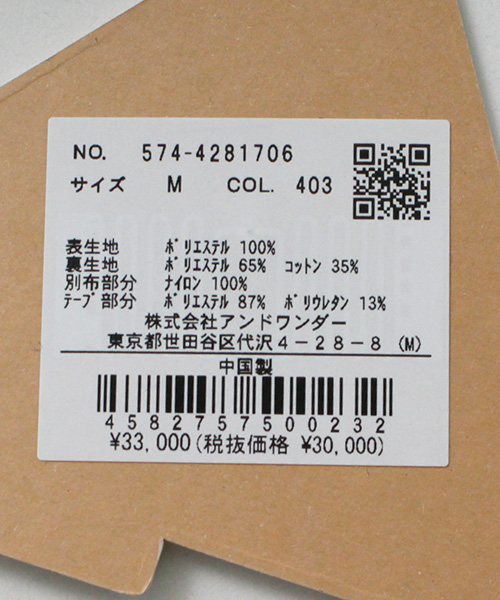 NO. 574-4281706
サイズ M COL. 403
表生地 ポリエステル 100%
裏生地 ポリエステル 65% コットン 35%
別布部分 ナイロン 100%
テープ部分 ポリエステル 87% ポリウレタン 13%
株式会社アンドワンダー
東京都世田谷区代沢4-28-8 (M)
中国製
4582757500232
¥33,000(税抜価格 ¥30,000)